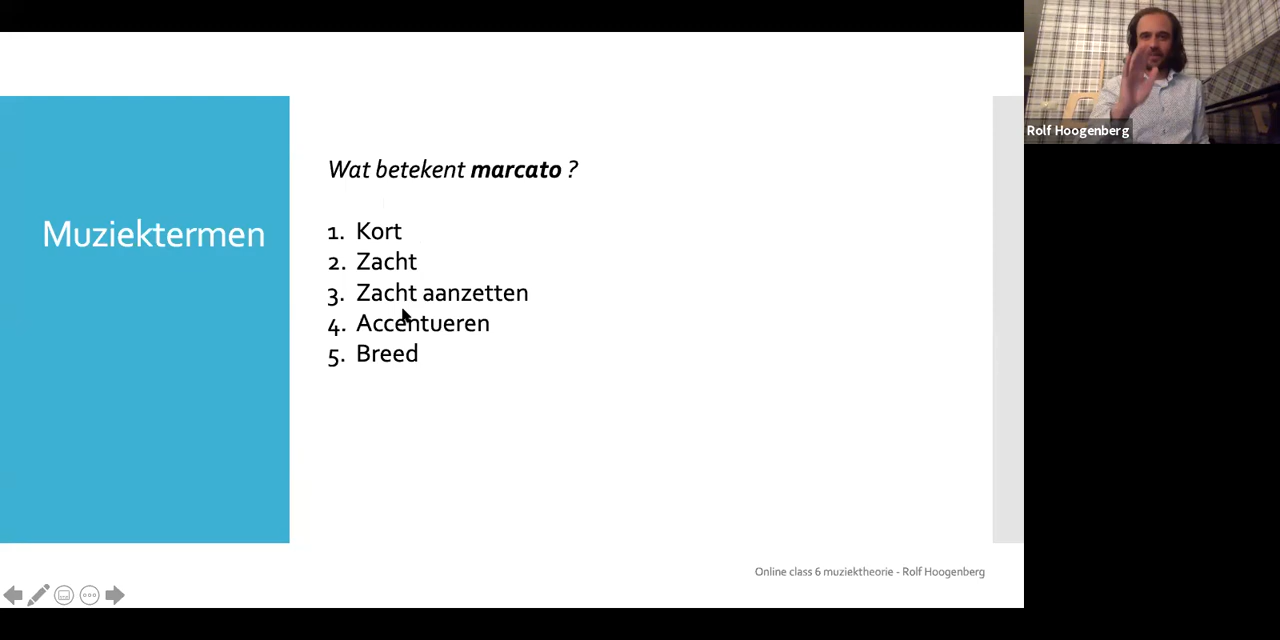 Rolf Hoogenberg
Muziektermen
Wat betekent marcato ?
1. Kort
2. Zacht
3. Zacht aanzetten
4. Accentueren
5. Breed
Online class 6 muziektheorie - Rolf Hoogenberg